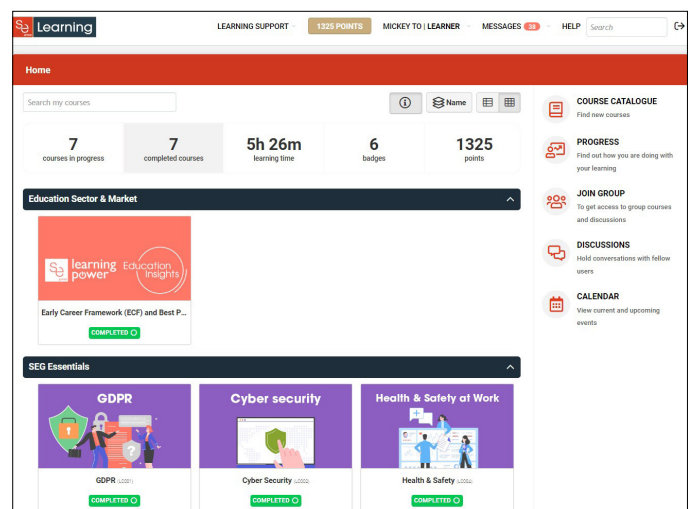 Se Learning
LEARNING SUPPORT
1325 POINTS
MICKEY TO | LEARNER
MESSAGES 38
HELP
Search
Home
Search my courses
Name
7
courses in progress
7
completed courses
5h 26m
learning time
6
badges
1325
points
Education Sector & Market
Se learning power
Education Insights
Early Career Framework (ECF) and Best P...
COMPLETED
SEG Essentials
GDPR
Cyber security
Health & Safety at Work
GDPR
COMPLETED
Cyber Security
COMPLETED
Health & Safety
COMPLETED
COURSE CATALOGUE
Find new courses
PROGRESS
Find out how you are doing with
your learning
JOIN GROUP
To get access to group courses
and discussions
DISCUSSIONS
Hold conversations with fellow
users
CALENDAR
View current and upcoming
events